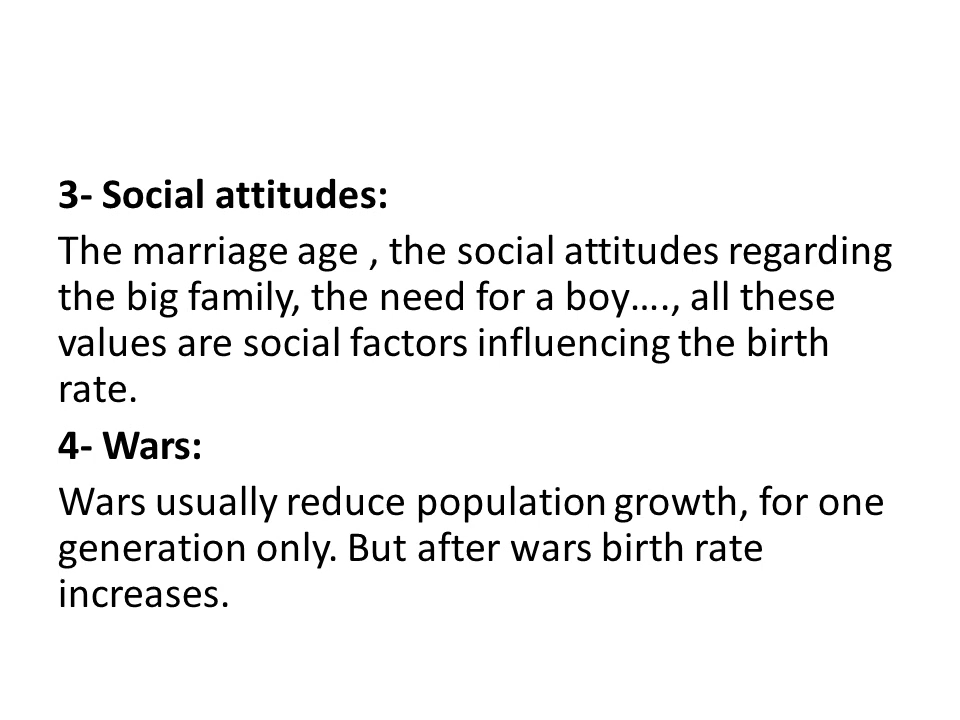 3- Social attitudes:
The marriage age , the social attitudes regarding
the big family, the need for a boy…., all these
values are social factors influencing the birth
rate.
4- Wars:
Wars usually reduce population growth, for one
generation only. But after wars birth rate
increases.